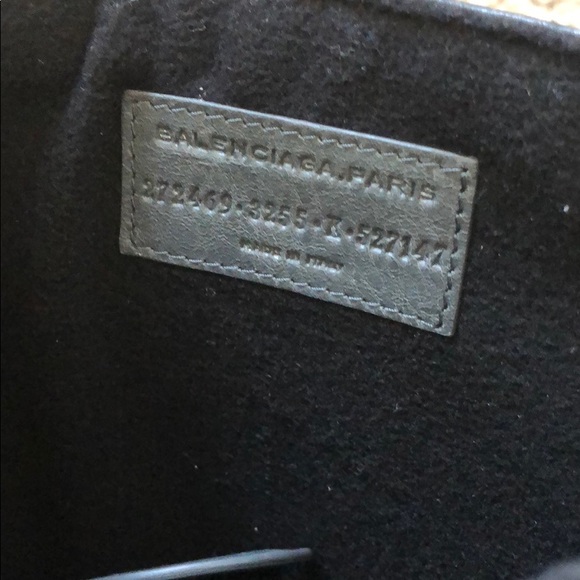 BALENCIAGA.PARIS
272469·3255·K·527147
MADE IN ITALY